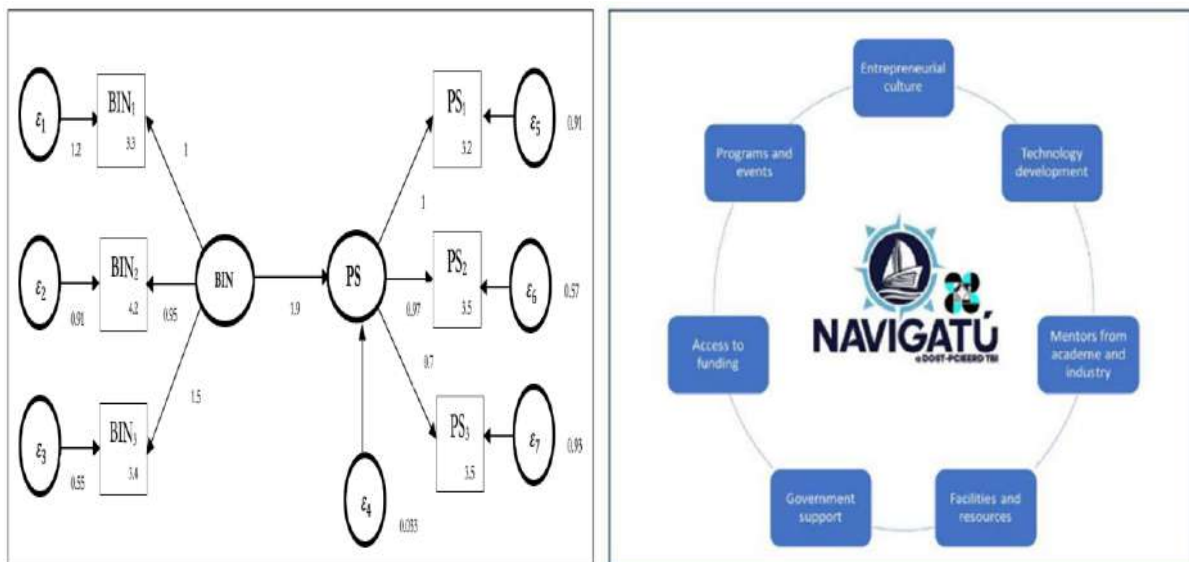 ε1
1.2
BIN1
3.3
1
ε2
0.91
BIN2
4.2
0.95
BIN
ε3
0.55
BIN3
3.4
1.5
1.9
PS
PS1
3.2
1
ε5
0.91
PS2
3.5
0.97
ε6
0.57
0.7
PS3
3.5
ε7
0.93
ε4
0.033
Entrepreneurial
culture
Programs and
events
Technology
development
NAVIGATÚ
a DOST-PCIEERD TBI
Access to
funding
Mentors from
academe and
industry
Government
support
Facilities and
resources